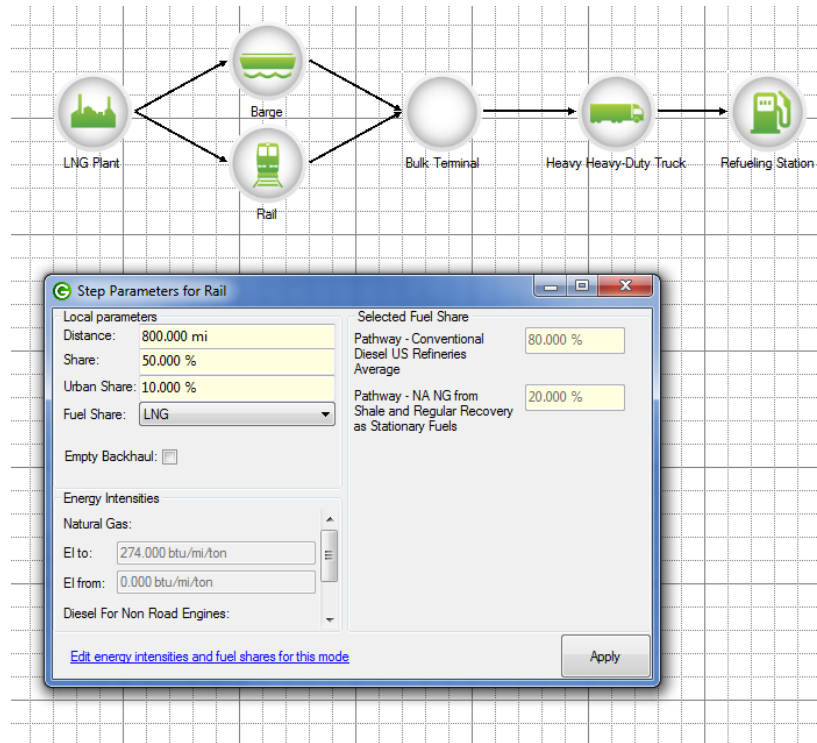 Barge
LNG Plant
Bulk Terminal
Heavy Heavy-Duty Truck
Refueling Station
Rail
Step Parameters for Rail
Local parameters
Distance: 800.000 mi
Share: 50.000 %
Urban Share: 10.000 %
Fuel Share: LNG
Empty Backhaul:
Energy Intensities
Natural Gas:
EI to: 274.000 btu/mi/ton
EI from: 0.000 btu/mi/ton
Diesel For Non Road Engines:
Selected Fuel Share
Pathway - Conventional
Diesel US Refineries
Average
80.000 %
Pathway - NA NG from
Shale and Regular Recovery
as Stationary Fuels
20.000 %
Edit energy intensities and fuel shares for this mode
Apply